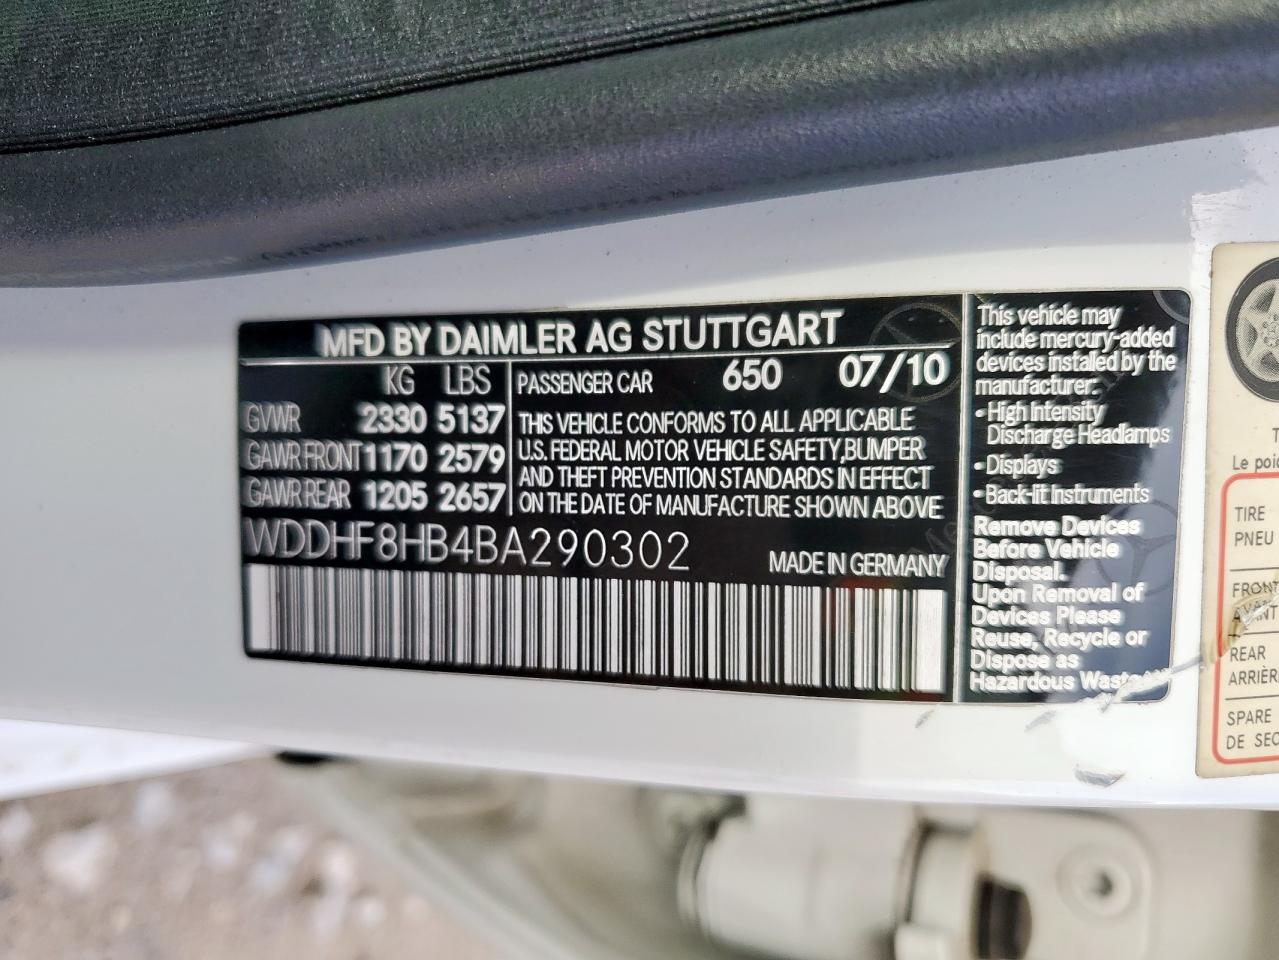 MFD BY DAIMLER AG STUTTGART
KG LBS
GVWR 2330 5137
GAWR FRONT 1170 2579
GAWR REAR 1205 2657
PASSENGER CAR 650 07/10
THIS VEHICLE CONFORMS TO ALL APPLICABLE
U.S. FEDERAL MOTOR VEHICLE SAFETY, BUMPER
AND THEFT PREVENTION STANDARDS IN EFFECT
ON THE DATE OF MANUFACTURE SHOWN ABOVE
WDDHF8HB4BA290302
MADE IN GERMANY
This vehicle may
include mercury-added
devices installed by the
manufacturer:
• High Intensity
Discharge Headlamps
• Displays
• Back-lit Instruments
Remove Devices
Before Vehicle
Disposal.
Upon Removal of
Devices Please
Reuse, Recycle or
Dispose as
Hazardous Waste
Le
TIRE
PNEU
FRONT
AVANT
REAR
SPARE
DE